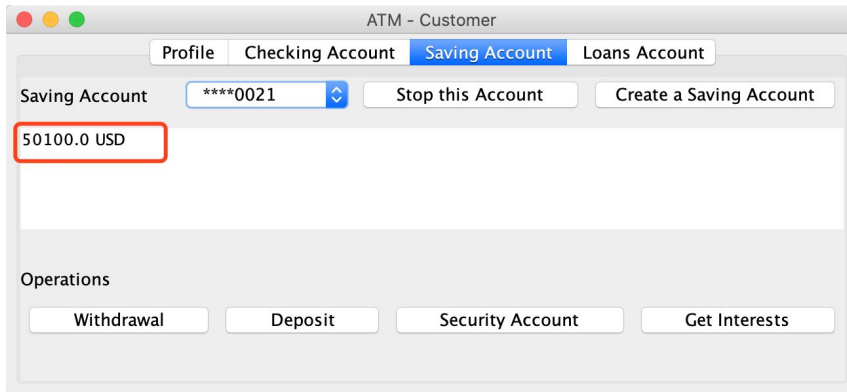 ATM - Customer
Profile Checking Account Saving Account Loans Account
Saving Account ****0021 Stop this Account Create a Saving Account
50100.0 USD
Operations
Withdrawal Deposit Security Account Get Interests